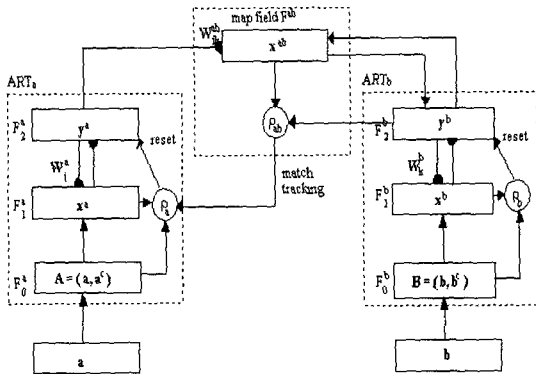 map field F^ab
W_jk^ab
x^ab
ART_a
ART_b
F_2^a
y^a
reset
ρ_ab
F_2^b
y^b
reset
W_j^a
match
tracking
W_k^b
F_1^a
x^a
ρ_a
F_1^b
x^b
ρ_b
F_0^a
A = (a, a^c)
F_0^b
B = (b, b^c)
a
b